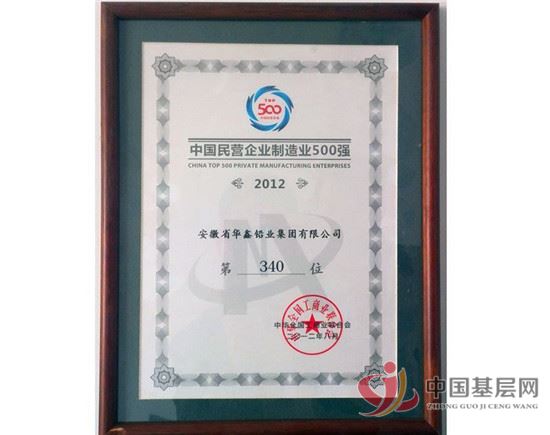 TOP
500
中国民营企业制造业500强
CHINA TOP 500 PRIVATE MANUFACTURING ENTERPRISES
2012
安徽省华鑫铅业集团有限公司
第 340 位
中华全国工商业联合会
二〇一二年八月
中国基层网
ZHONG GUO JI CENG WANG